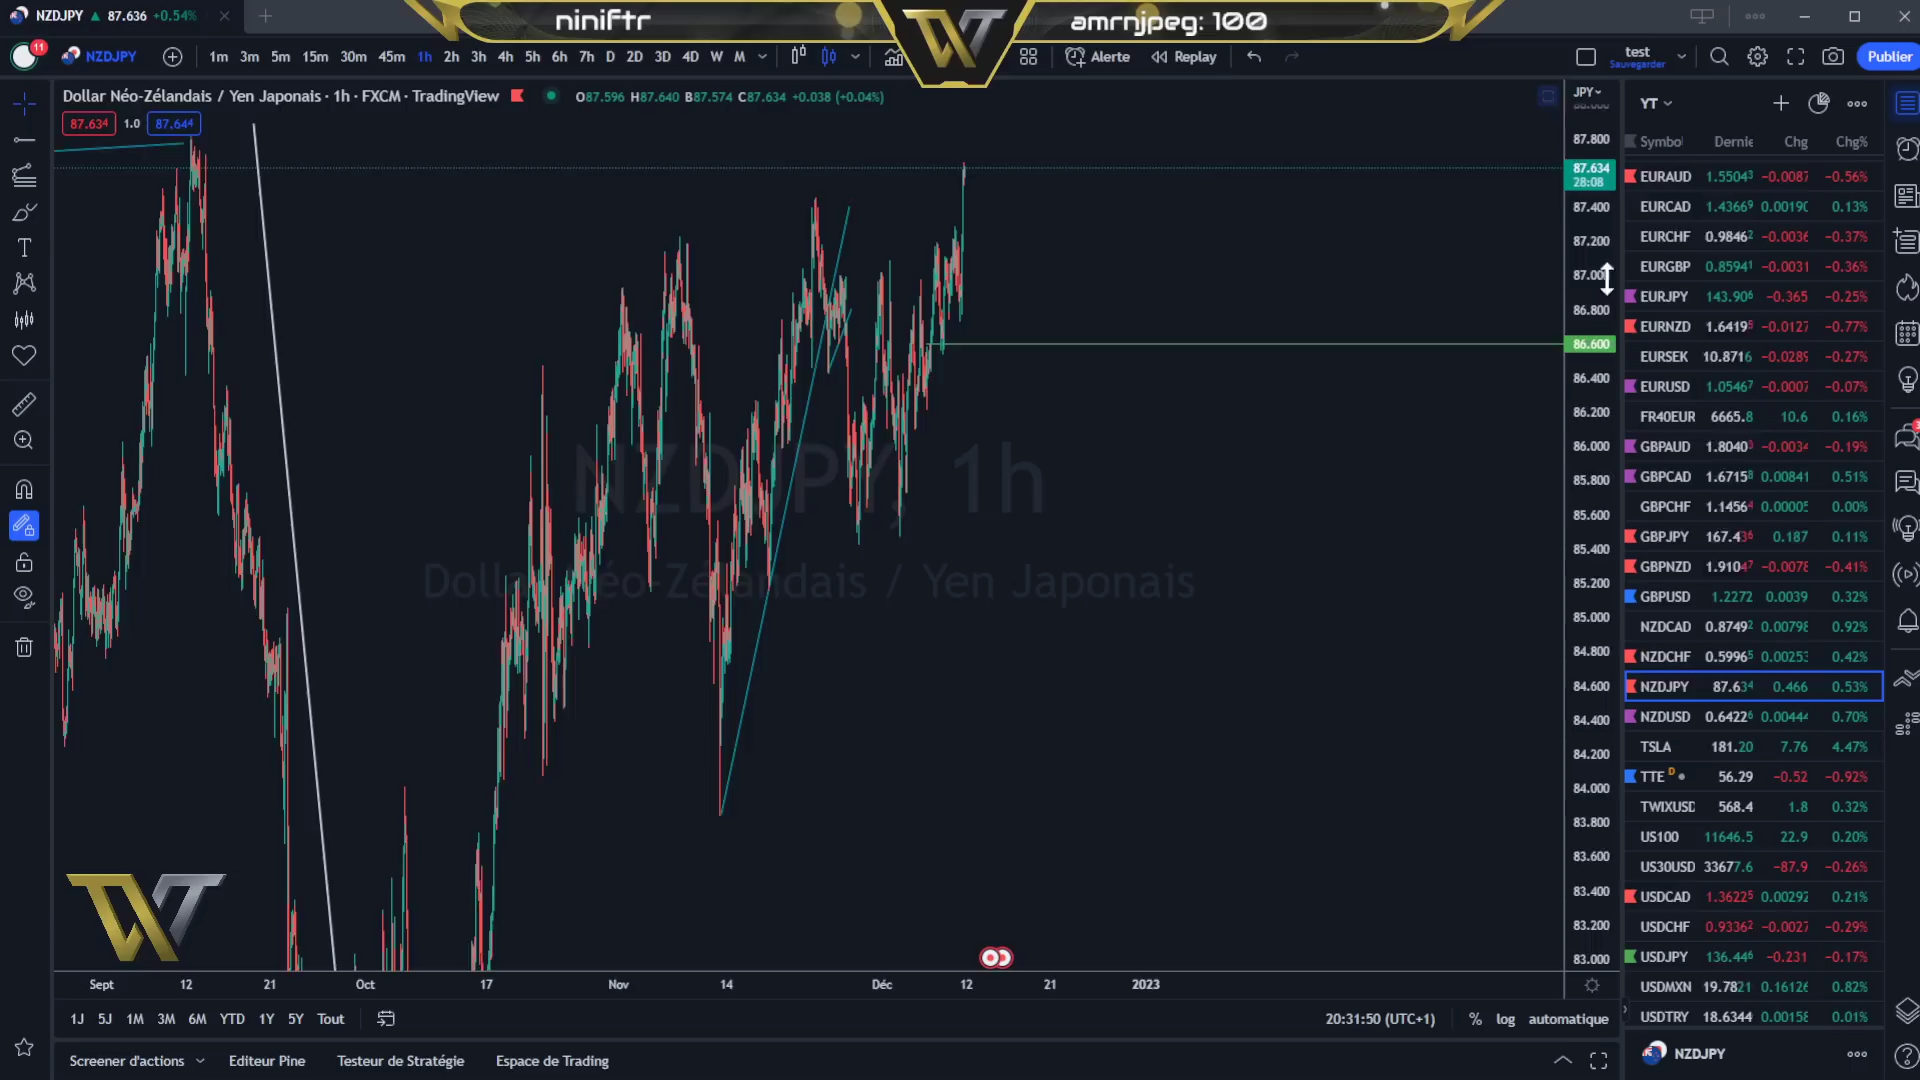 NZDJPY ▲ 87.636 +0.54%
niniftr
amrnjpeg: 100
11
NZDJPY
1m 3m 5m 15m 30m 45m 1h 2h 3h 4h 5h 6h 7h D 2D 3D 4D W M
Alerte
Replay
test
Sauvegarder
Publier
Dollar Néo-Zélandais / Yen Japonais · 1h · FXCM · TradingView
O87.596 H87.640 B87.574 C87.634 +0.038 (+0.04%)
87.634 1.0 87.644
JPY
87.800
87.634
28:08
87.400
87.200
87.000
86.800
86.600
86.400
86.200
86.000
85.800
85.600
85.400
85.200
85.000
84.800
84.600
84.400
84.200
84.000
83.800
83.600
83.400
83.200
83.000
NZDJPY, 1h
Dollar Néo-Zélandais / Yen Japonais
Sept 12 21 Oct 17 Nov 14 Déc 12 21 2023
1J 5J 1M 3M 6M YTD 1Y 5Y Tout
20:31:50 (UTC+1) % log automatique
Screener d'actions Editeur Pine Testeur de Stratégie Espace de Trading
YT
Symbol Dernie Chg Chg%
EURAUD 1.55043 −0.0087 −0.56%
EURCAD 1.43669 0.0019 0.13%
EURCHF 0.98462 −0.0036 −0.37%
EURGBP 0.85941 −0.0031 −0.36%
EURJPY 143.906 −0.365 −0.25%
EURNZD 1.6419 −0.0127 −0.77%
EURSEK 10.8716 −0.0289 −0.27%
EURUSD 1.05467 −0.0007 −0.07%
FR40EUR 6665.8 10.6 0.16%
GBPAUD 1.8040 −0.0034 −0.19%
GBPCAD 1.67158 0.00841 0.51%
GBPCHF 1.14564 0.00005 0.00%
GBPJPY 167.436 0.187 0.11%
GBPNZD 1.91047 −0.0078 −0.41%
GBPUSD 1.2272 0.0039 0.32%
NZDCAD 0.87492 0.00798 0.92%
NZDCHF 0.59965 0.00253 0.42%
NZDJPY 87.634 0.466 0.53%
NZDUSD 0.64226 0.00444 0.70%
TSLA 181.20 7.76 4.47%
TTE D 56.29 −0.52 −0.92%
TWIXUSD 568.4 1.8 0.32%
US100 11646.5 22.9 0.20%
US30USD 33677.6 −87.9 −0.26%
USDCAD 1.36225 0.00292 0.21%
USDCHF 0.93362 −0.0027 −0.29%
USDJPY 136.446 −0.231 −0.17%
USDMXN 19.7821 0.16126 0.82%
USDTRY 18.6344 0.00158 0.01%
NZDJPY